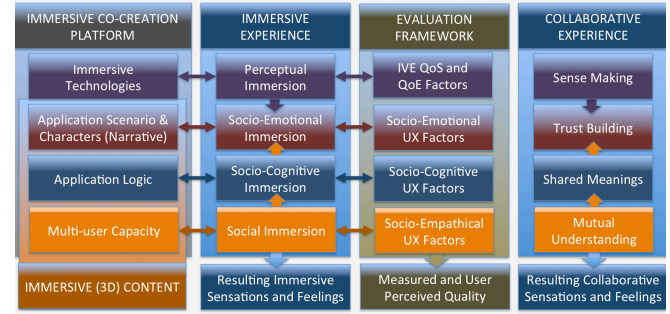 IMMERSIVE CO-CREATION
PLATFORM
Immersive
Technologies
Application Scenario &
Characters (Narrative)
Application Logic
Multi-user Capacity
IMMERSIVE (3D) CONTENT
IMMERSIVE
EXPERIENCE
Perceptual
Immersion
Socio-Emotional
Immersion
Socio-Cognitive
Immersion
Social Immersion
Resulting Immersive
Sensations and Feelings
EVALUATION
FRAMEWORK
IVE QoS and
QoE Factors
Socio-Emotional
UX Factors
Socio-Cognitive
UX Factors
Socio-Empathical
UX Factors
Measured and User
Perceived Quality
COLLABORATIVE
EXPERIENCE
Sense Making
Trust Building
Shared Meanings
Mutual
Understanding
Resulting Collaborative
Sensations and Feelings